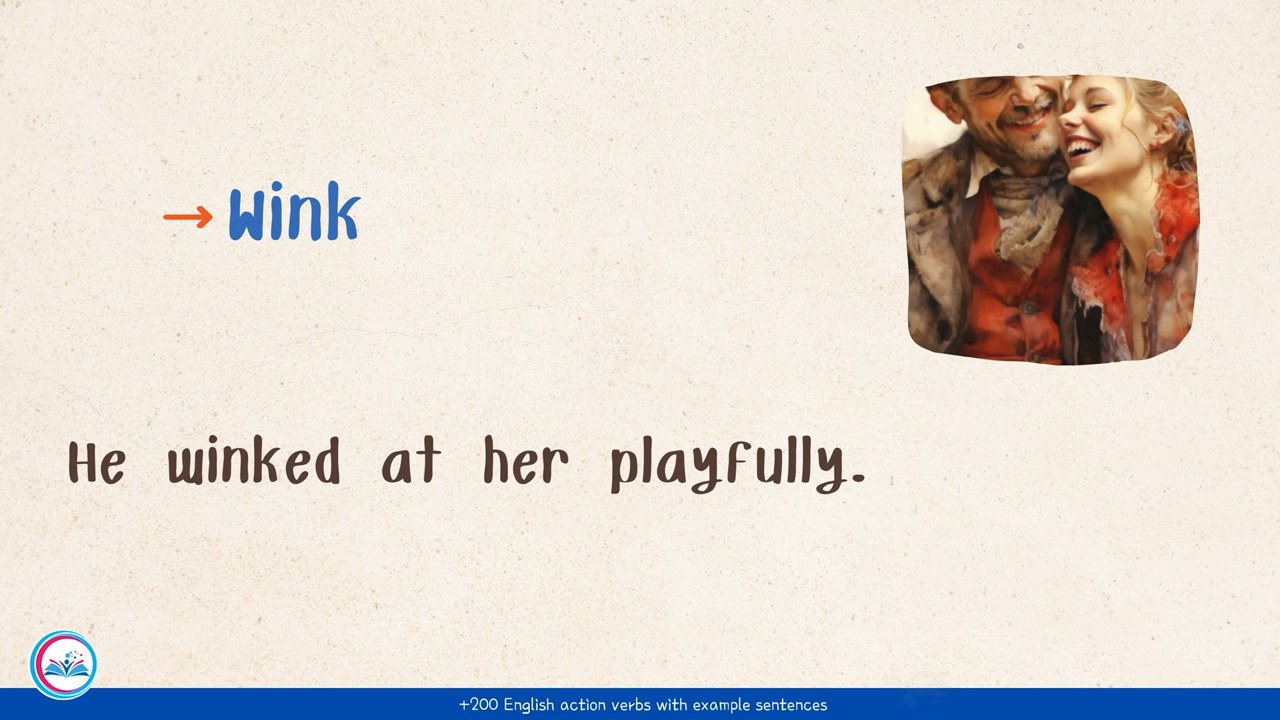 → Wink
He winked at her playfully.
+200 English action verbs with example sentences